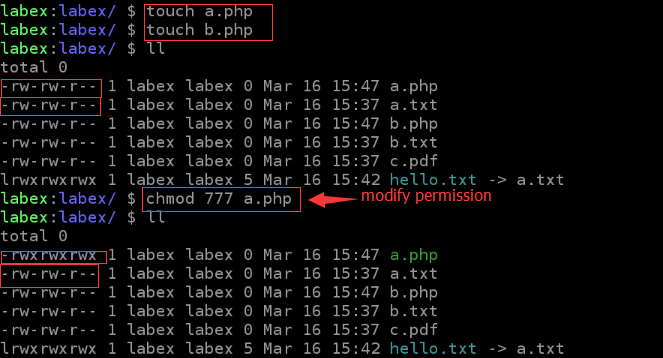 labex:labex/ $ touch a.php
labex:labex/ $ touch b.php
labex:labex/ $ ll
total 0
-rw-rw-r-- 1 labex labex 0 Mar 16 15:47 a.php
-rw-rw-r-- 1 labex labex 0 Mar 16 15:37 a.txt
-rw-rw-r-- 1 labex labex 0 Mar 16 15:47 b.php
-rw-rw-r-- 1 labex labex 0 Mar 16 15:37 b.txt
-rw-rw-r-- 1 labex labex 0 Mar 16 15:37 c.pdf
lrwxrwxrwx 1 labex labex 5 Mar 16 15:42 hello.txt -> a.txt
labex:labex/ $ chmod 777 a.php modify permission
labex:labex/ $ ll
total 0
-rwxrwxrwx 1 labex labex 0 Mar 16 15:47 a.php
-rw-rw-r-- 1 labex labex 0 Mar 16 15:37 a.txt
-rw-rw-r-- 1 labex labex 0 Mar 16 15:47 b.php
-rw-rw-r-- 1 labex labex 0 Mar 16 15:37 b.txt
-rw-rw-r-- 1 labex labex 0 Mar 16 15:37 c.pdf
lrwxrwxrwx 1 labex labex 5 Mar 16 15:42 hello.txt -> a.txt